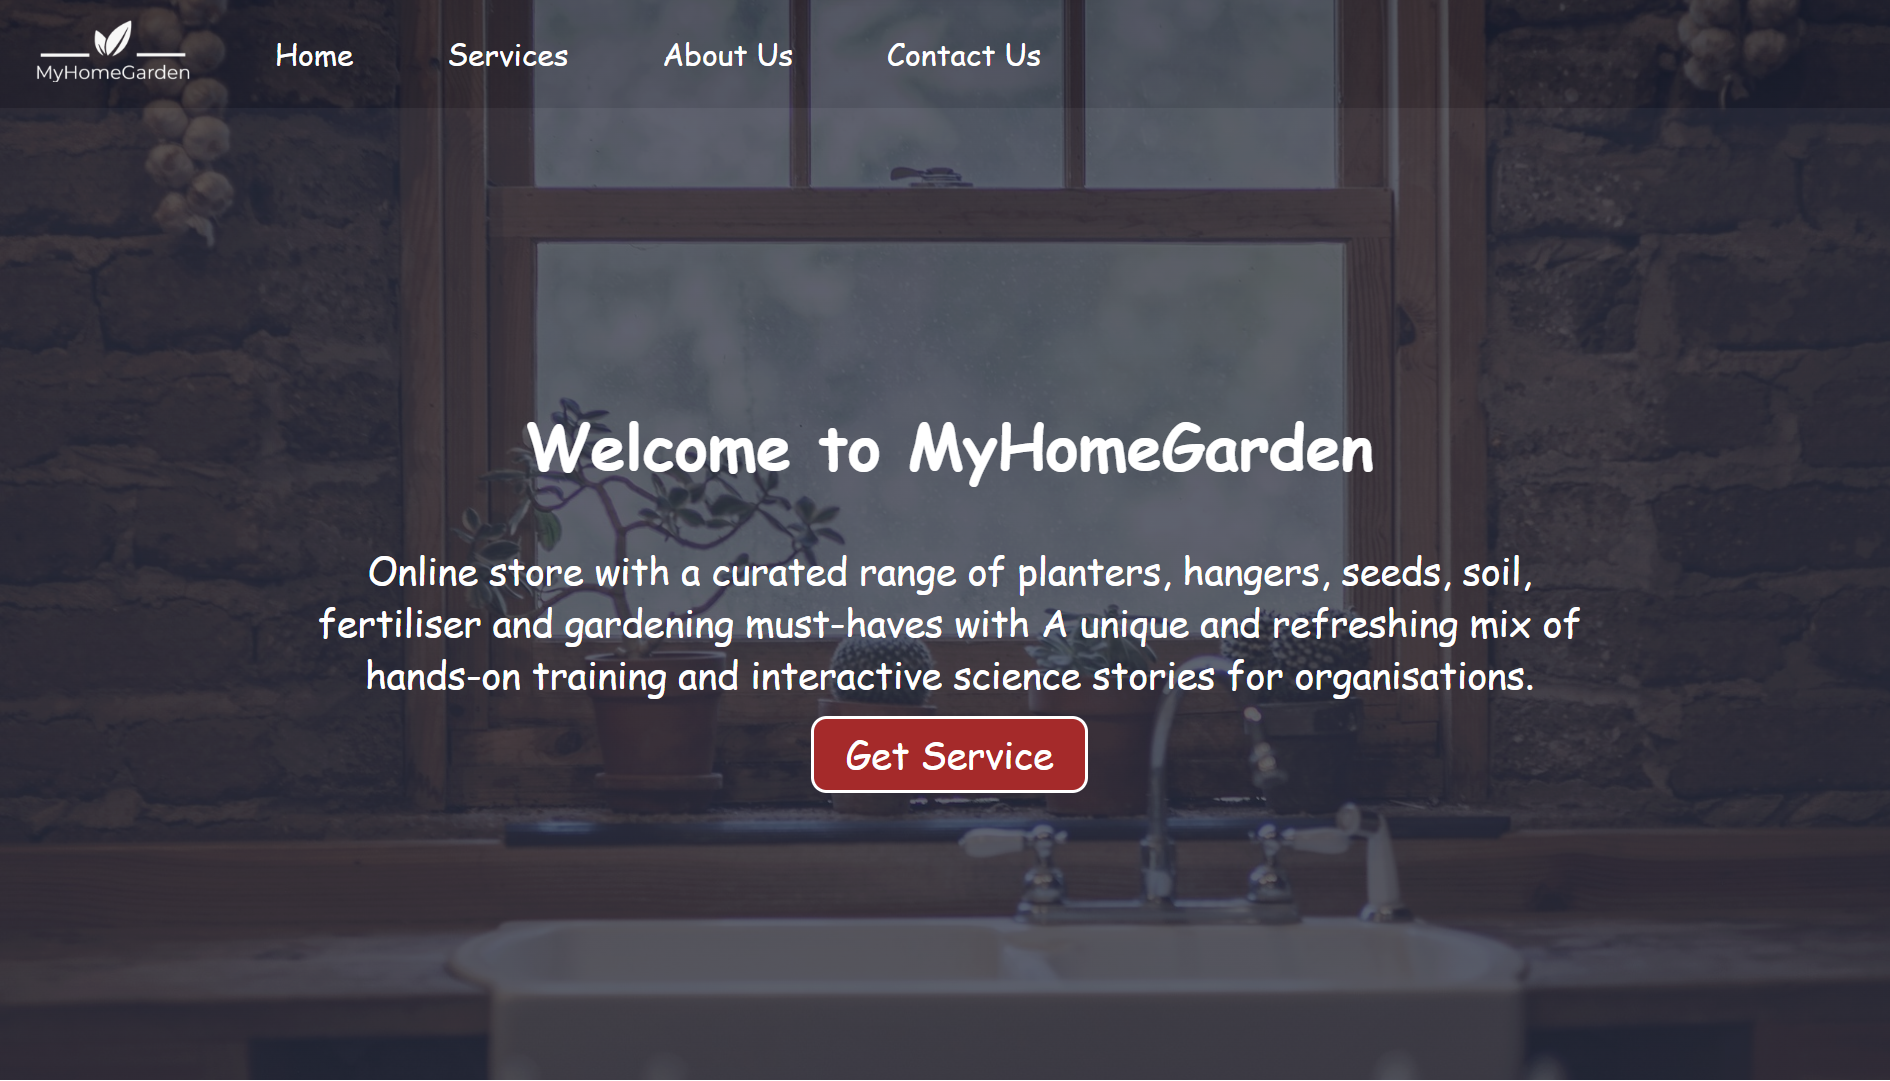 MyHomeGarden
Home
Services
About Us
Contact Us
Welcome to MyHomeGarden
Online store with a curated range of planters, hangers, seeds, soil,
fertiliser and gardening must-haves with A unique and refreshing mix of
hands-on training and interactive science stories for organisations.
Get Service